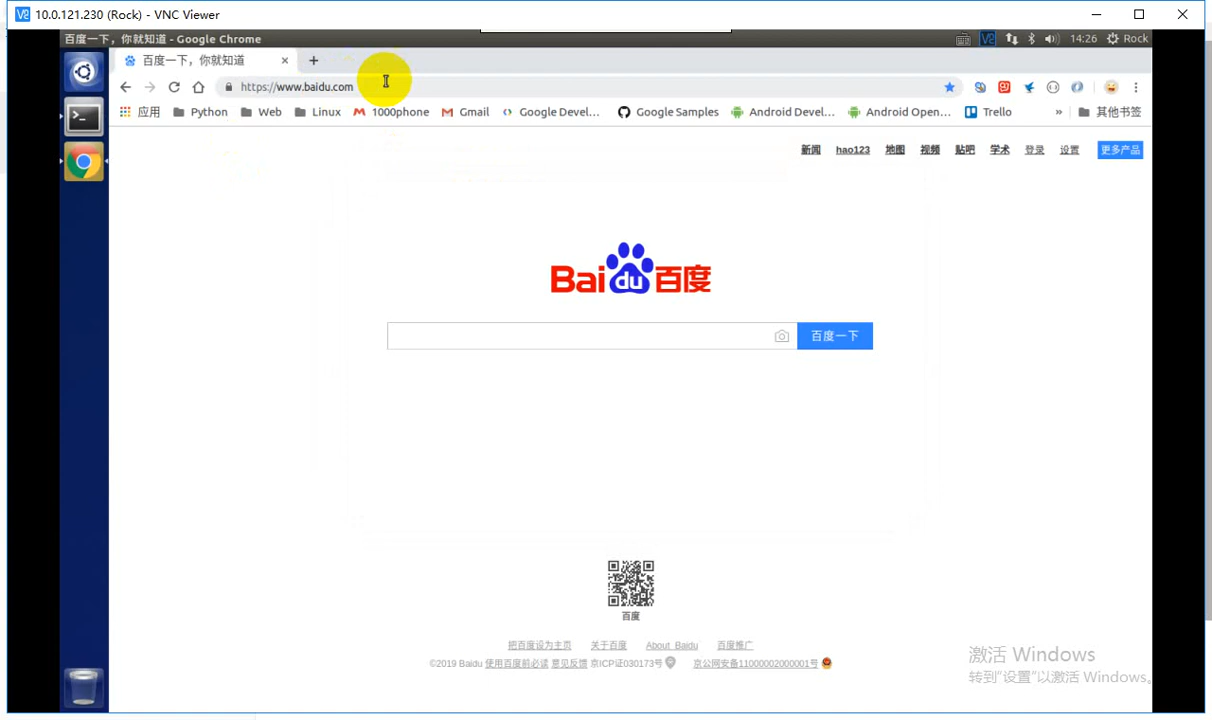 10.0.121.230 (Rock) - VNC Viewer
百度一下，你就知道 - Google Chrome
14:26 Rock
百度一下，你就知道
https://www.baidu.com
应用 Python Web Linux 1000phone Gmail Google Devel... Google Samples Android Devel... Android Open... Trello » 其他书签
新闻 hao123 地图 视频 贴吧 学术 登录 设置 更多产品
Baidu百度
百度一下
百度
把百度设为主页 关于百度 About Baidu 百度推广
©2019 Baidu 使用百度前必读 意见反馈 京ICP证030173号 京公网安备11000002000001号
激活 Windows
转到"设置"以激活 Windows。